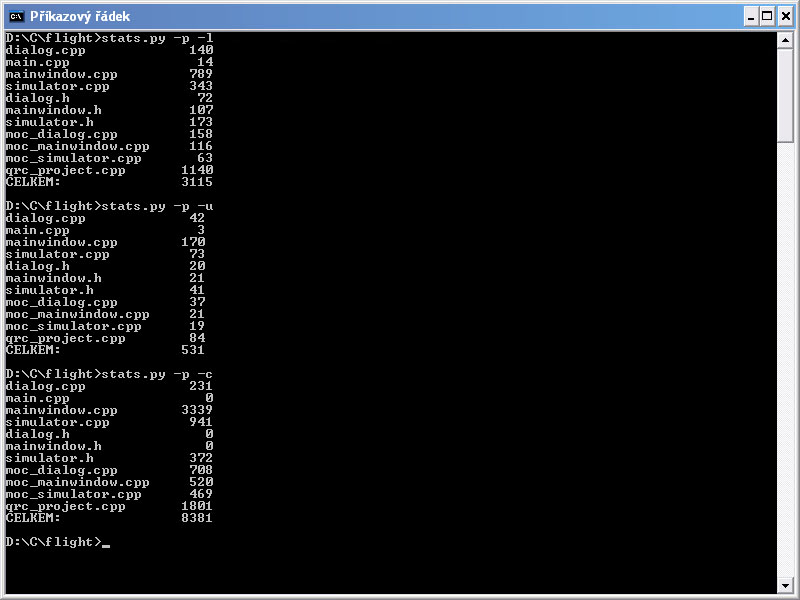 Příkazový řádek
D:\C\flight>stats.py -p -l
dialog.cpp 140
main.cpp 14
mainwindow.cpp 789
simulator.cpp 343
dialog.h 72
mainwindow.h 107
simulator.h 173
moc_dialog.cpp 158
moc_mainwindow.cpp 116
moc_simulator.cpp 63
qrc_project.cpp 1140
CELKEM: 3115
D:\C\flight>stats.py -p -u
dialog.cpp 42
main.cpp 3
mainwindow.cpp 170
simulator.cpp 73
dialog.h 20
mainwindow.h 21
simulator.h 41
moc_dialog.cpp 37
moc_mainwindow.cpp 21
moc_simulator.cpp 19
qrc_project.cpp 84
CELKEM: 531
D:\C\flight>stats.py -p -c
dialog.cpp 231
main.cpp 0
mainwindow.cpp 3339
simulator.cpp 941
dialog.h 0
mainwindow.h 0
simulator.h 372
moc_dialog.cpp 708
moc_mainwindow.cpp 520
moc_simulator.cpp 469
qrc_project.cpp 1801
CELKEM: 8381
D:\C\flight>_